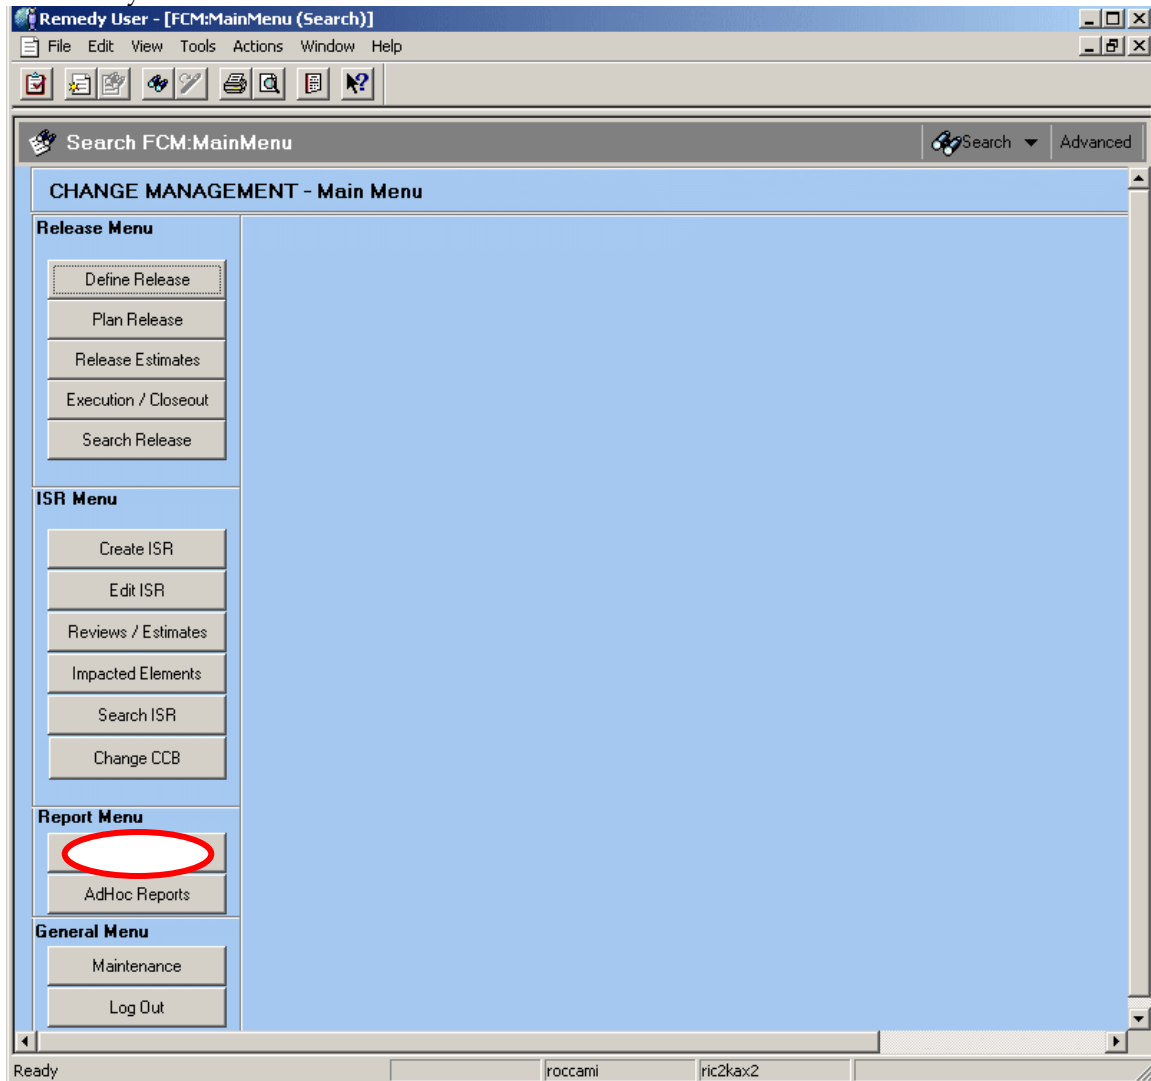 Remedy User - [FCM:MainMenu (Search)]
File Edit View Tools Actions Window Help
Search FCM:MainMenu
Search
Advanced
CHANGE MANAGEMENT - Main Menu
Release Menu
Define Release
Plan Release
Release Estimates
Execution / Closeout
Search Release
ISR Menu
Create ISR
Edit ISR
Reviews / Estimates
Impacted Elements
Search ISR
Change CCB
Report Menu
AdHoc Reports
General Menu
Maintenance
Log Out
Ready
roccami
ric2kax2